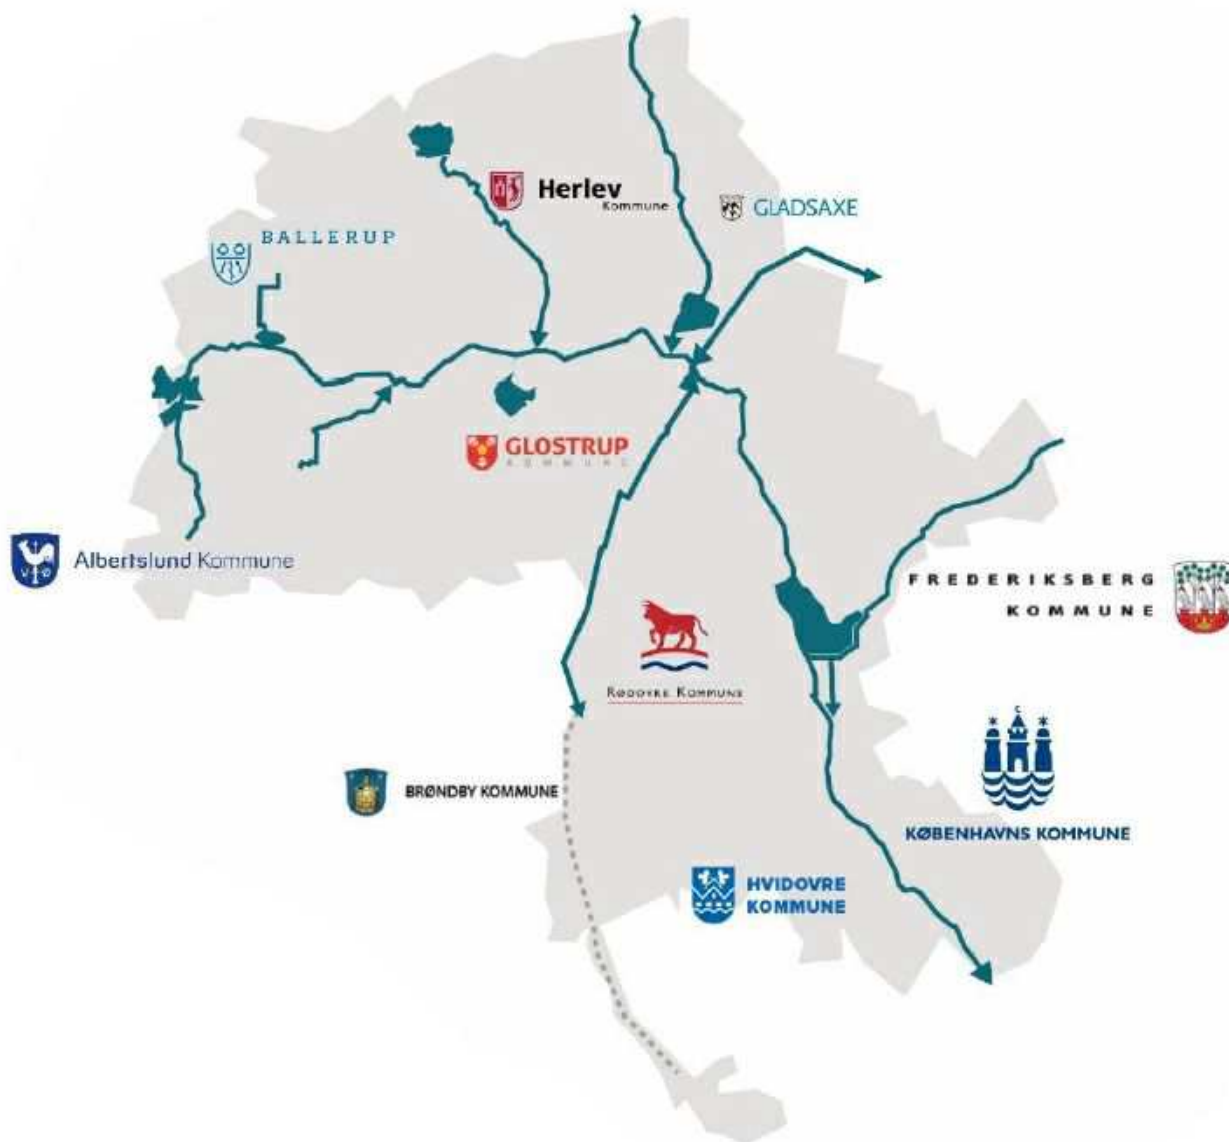 Herlev
Kommune
GLADSAXE
BALLERUP
GLOSTRUP
KOMMUNE
Albertslund Kommune
FREDERIKSBERG
KOMMUNE
RØDOVRE KOMMUNE
BRØNDBY KOMMUNE
KØBENHAVNS KOMMUNE
HVIDOVRE
KOMMUNE